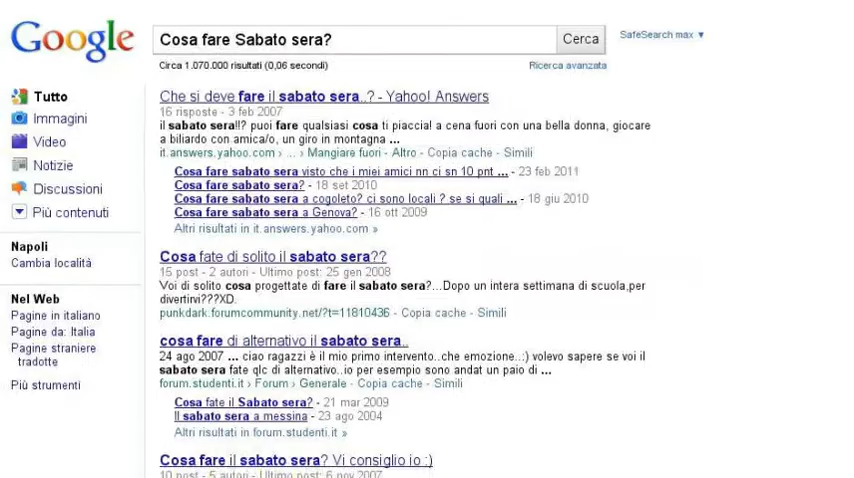 Google
Cosa fare Sabato sera?
Cerca
SafeSearch max ▼
Circa 1.070.000 risultati (0,06 secondi)
Ricerca avanzata
Tutto
Immagini
Video
Notizie
Discussioni
Più contenuti
Napoli
Cambia località
Nel Web
Pagine in italiano
Pagine da: Italia
Pagine straniere
tradotte
Più strumenti
Che si deve fare il sabato sera..? - Yahoo! Answers
16 risposte - 3 feb 2007
il sabato sera!!? puoi fare qualsiasi cosa ti piaccia! a cena fuori con una bella donna, giocare
a biliardo con amica/o, un giro in montagna ...
it.answers.yahoo.com › ... › Mangiare fuori - Altro - Copia cache - Simili
Cosa fare sabato sera visto che i miei amici nn ci sn 10 pnt ... - 23 feb 2011
Cosa fare sabato sera? - 18 set 2010
Cosa fare sabato sera a cogoleto? ci sono locali ? se si quali ... - 18 giu 2010
Cosa fare sabato sera a Genova? - 16 ott 2009
Altri risultati in it.answers.yahoo.com »
Cosa fate di solito il sabato sera??
15 post - 2 autori - Ultimo post: 25 gen 2008
Voi di solito cosa progettate di fare il sabato sera?...Dopo un intera settimana di scuola,per
divertirvi???XD.
punkdark.forumcommunity.net/?t=11810436 - Copia cache - Simili
cosa fare di alternativo il sabato sera..
24 ago 2007 ... ciao ragazzi è il mio primo intervento..che emozione..:) volevo sapere se voi il
sabato sera fate qlc di alternativo..io per esempio sono andat un paio di ...
forum.studenti.it › Forum › Generale - Copia cache - Simili
Cosa fate il Sabato Sera? - 21 mar 2009
Il sabato sera a messina - 23 ago 2004
Altri risultati in forum.studenti.it »
Cosa fare il sabato sera? Vi consiglio io :)
10 post - 5 autori - Ultimo post: 6 nov 2007